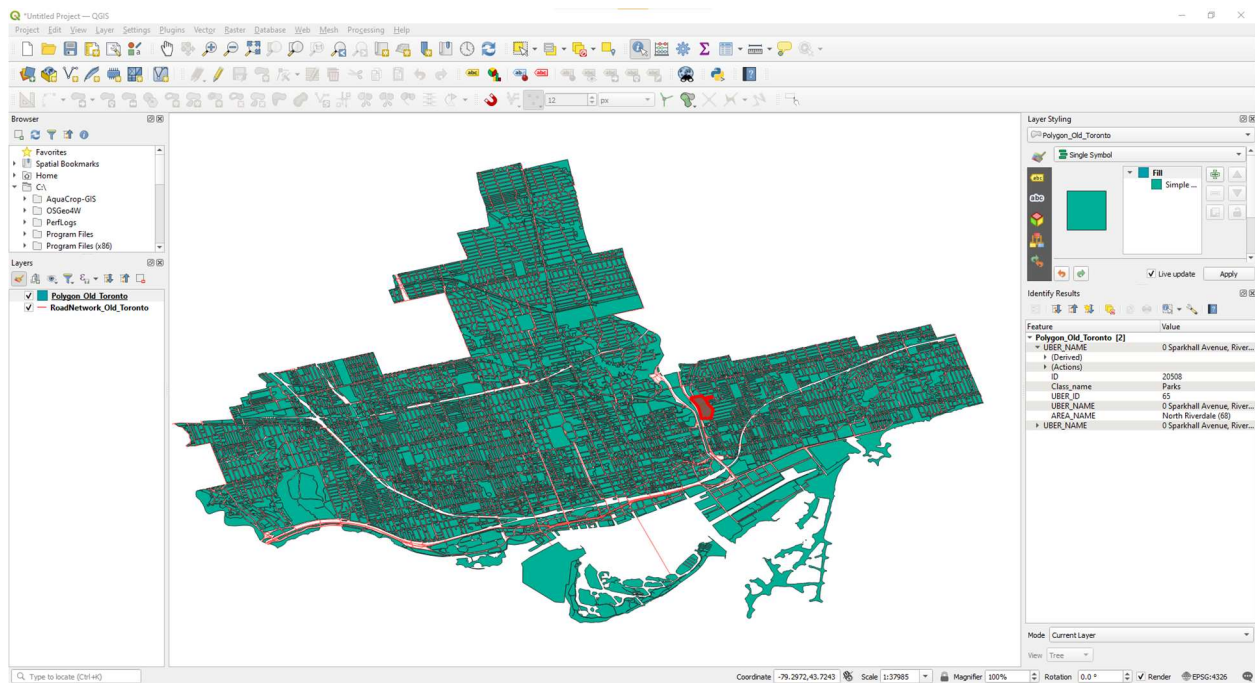 *Untitled Project — QGIS
Project Edit View Layer Settings Plugins Vector Raster Database Web Mesh Processing Help
12 px
Browser
Favorites
Spatial Bookmarks
Home
C:\
AquaCrop-GIS
OSGeo4W
PerfLogs
Program Files
Program Files (x86)
Layers
Polygon_Old_Toronto
RoadNetwork_Old_Toronto
Layer Styling
Polygon_Old_Toronto
Single Symbol
Fill
Simple ...
Live update Apply
Identify Results
Feature Value
Polygon_Old_Toronto [2]
UBER_NAME 0 Sparkhall Avenue, River...
(Derived)
(Actions)
ID 20508
Class_name Parks
UBER_ID 65
UBER_NAME 0 Sparkhall Avenue, River...
AREA_NAME North Riverdale (68)
UBER_NAME 0 Sparkhall Avenue, River...
Mode Current Layer
View Tree
Type to locate (Ctrl+K)
Coordinate -79.2972,43.7243 Scale 1:37985 Magnifier 100% Rotation 0.0 ° Render EPSG:4326